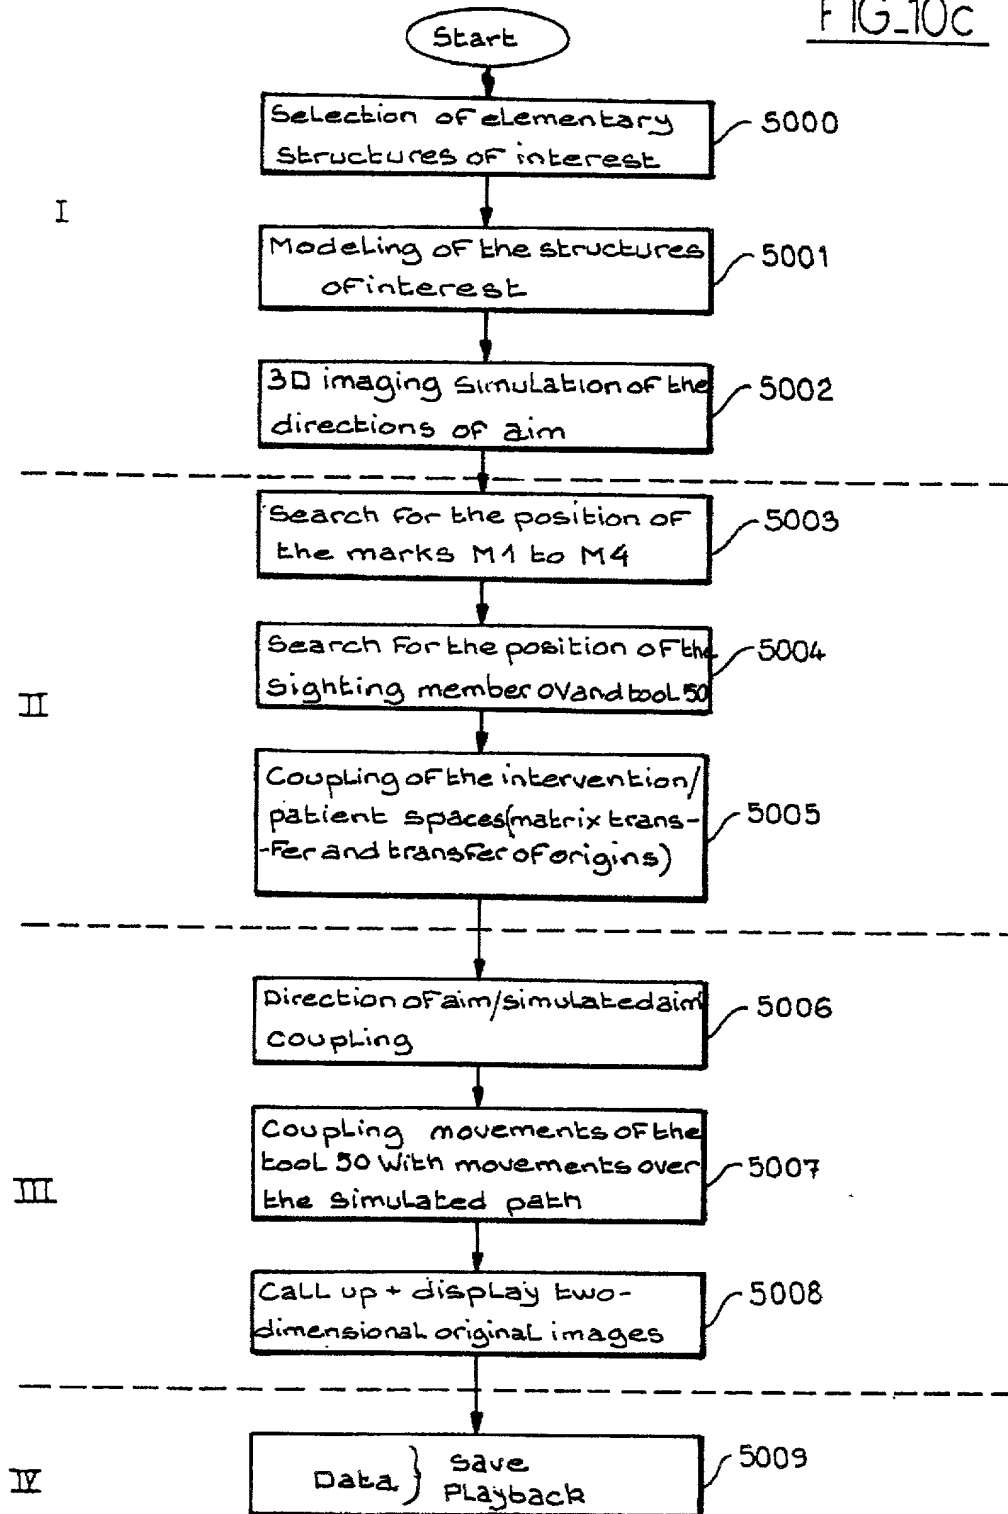 FIG_10c
Start
Selection of elementary
structures of interest
5000
I
Modeling of the structures
of interest
5001
3D imaging simulation of the
directions of aim
5002
Search for the position of
the marks M1 to M4
5003
Search for the position of the
sighting member OV and tool 50
5004
II
Coupling of the intervention/
patient spaces (matrix trans-
-fer and transfer of origins)
5005
Direction of aim/simulated aim
coupling
5006
Coupling movements of the
tool 50 with movements over
the simulated path
5007
III
Call up + display two-
dimensional original images
5008
IV
Data } Save
Playback
5009